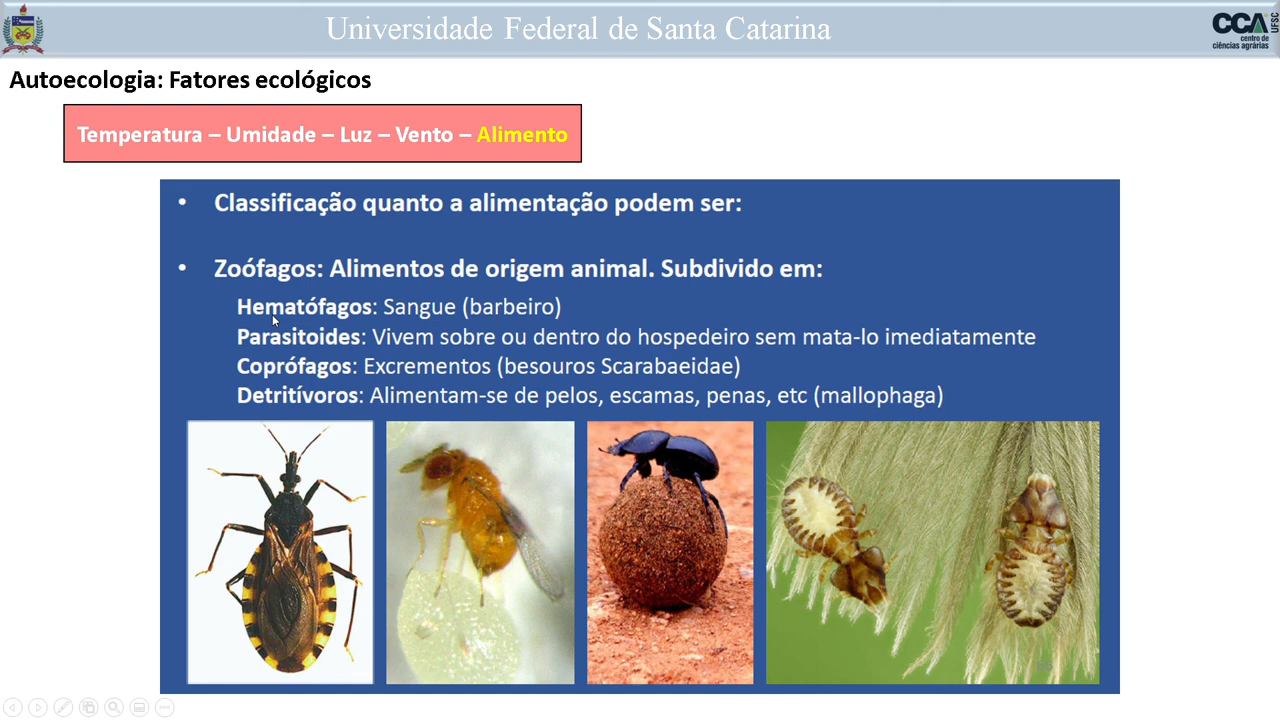 Universidade Federal de Santa Catarina
CCA
UFSC
centro de
ciências agrárias
Autoecologia: Fatores ecológicos
Temperatura – Umidade – Luz – Vento – Alimento
• Classificação quanto a alimentação podem ser:
• Zoófagos: Alimentos de origem animal. Subdivido em:
Hematófagos: Sangue (barbeiro)
Parasitoides: Vivem sobre ou dentro do hospedeiro sem mata-lo imediatamente
Coprófagos: Excrementos (besouros Scarabaeidae)
Detritívoros: Alimentam-se de pelos, escamas, penas, etc (mallophaga)